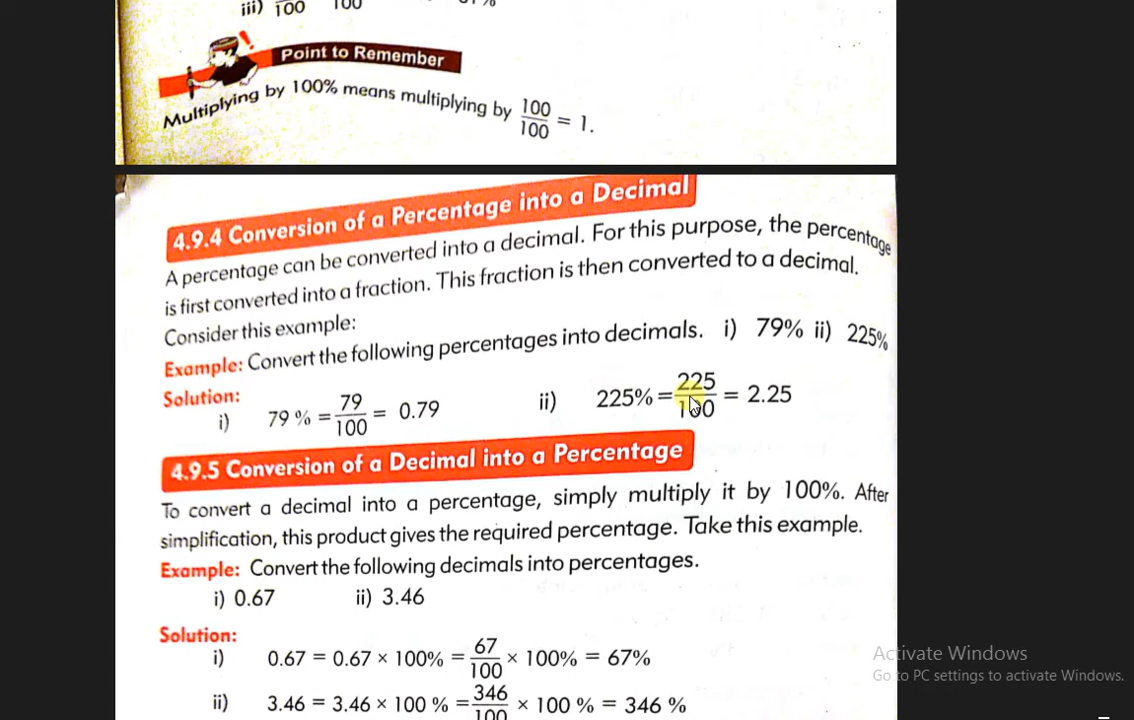 iii) 100 100
Point to Remember
Multiplying by 100% means multiplying by 100/100 = 1.
4.9.4 Conversion of a Percentage into a Decimal
A percentage can be converted into a decimal. For this purpose, the percentage
is first converted into a fraction. This fraction is then converted to a decimal.
Consider this example:
Example: Convert the following percentages into decimals. i) 79% ii) 225%
Solution:
i) 79 % = 79/100 = 0.79 ii) 225% = 225/100 = 2.25
4.9.5 Conversion of a Decimal into a Percentage
To convert a decimal into a percentage, simply multiply it by 100%. After
simplification, this product gives the required percentage. Take this example.
Example: Convert the following decimals into percentages.
i) 0.67 ii) 3.46
Solution:
i) 0.67 = 0.67 × 100% = 67/100 × 100% = 67%
ii) 3.46 = 3.46 × 100 % = 346/100 × 100 % = 346 %
Activate Windows
Go to PC settings to activate Windows.